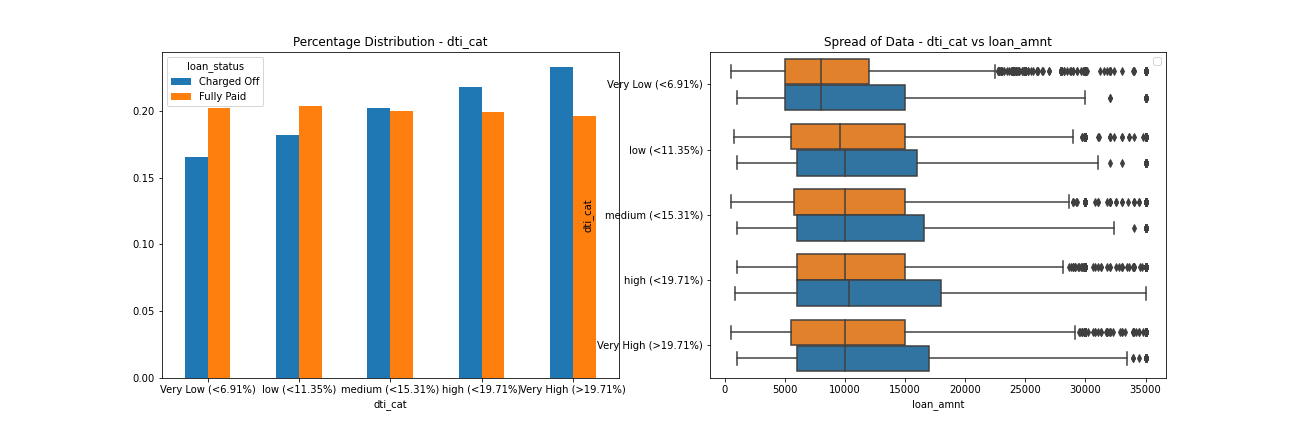 Percentage Distribution - dti_cat
loan_status
Charged Off
Fully Paid
0.20
0.15
0.10
0.05
0.00
Very Low (<6.91%)
low (<11.35%)
medium (<15.31%)
high (<19.71%)
Very High (>19.71%)
dti_cat
Spread of Data - dti_cat vs loan_amnt
dti_cat
Very Low (<6.91%)
low (<11.35%)
medium (<15.31%)
high (<19.71%)
Very High (>19.71%)
0
5000
10000
15000
20000
25000
30000
35000
loan_amnt